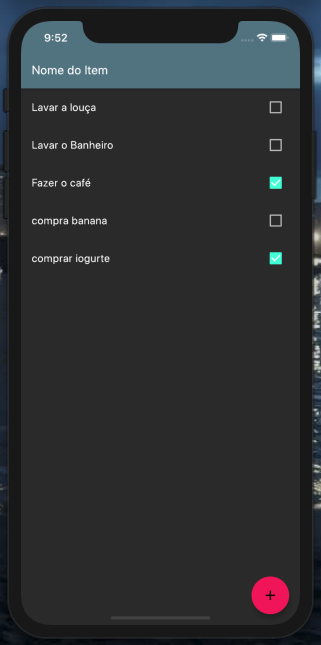 9:52
Nome do Item
Lavar a louça
Lavar o Banheiro
Fazer o café
compra banana
comprar iogurte
+